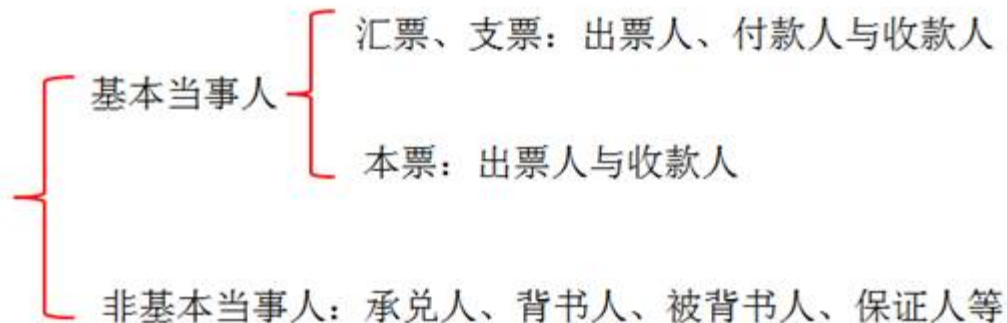 汇票、支票：出票人、付款人与收款人
基本当事人
本票：出票人与收款人
非基本当事人：承兑人、背书人、被背书人、保证人等